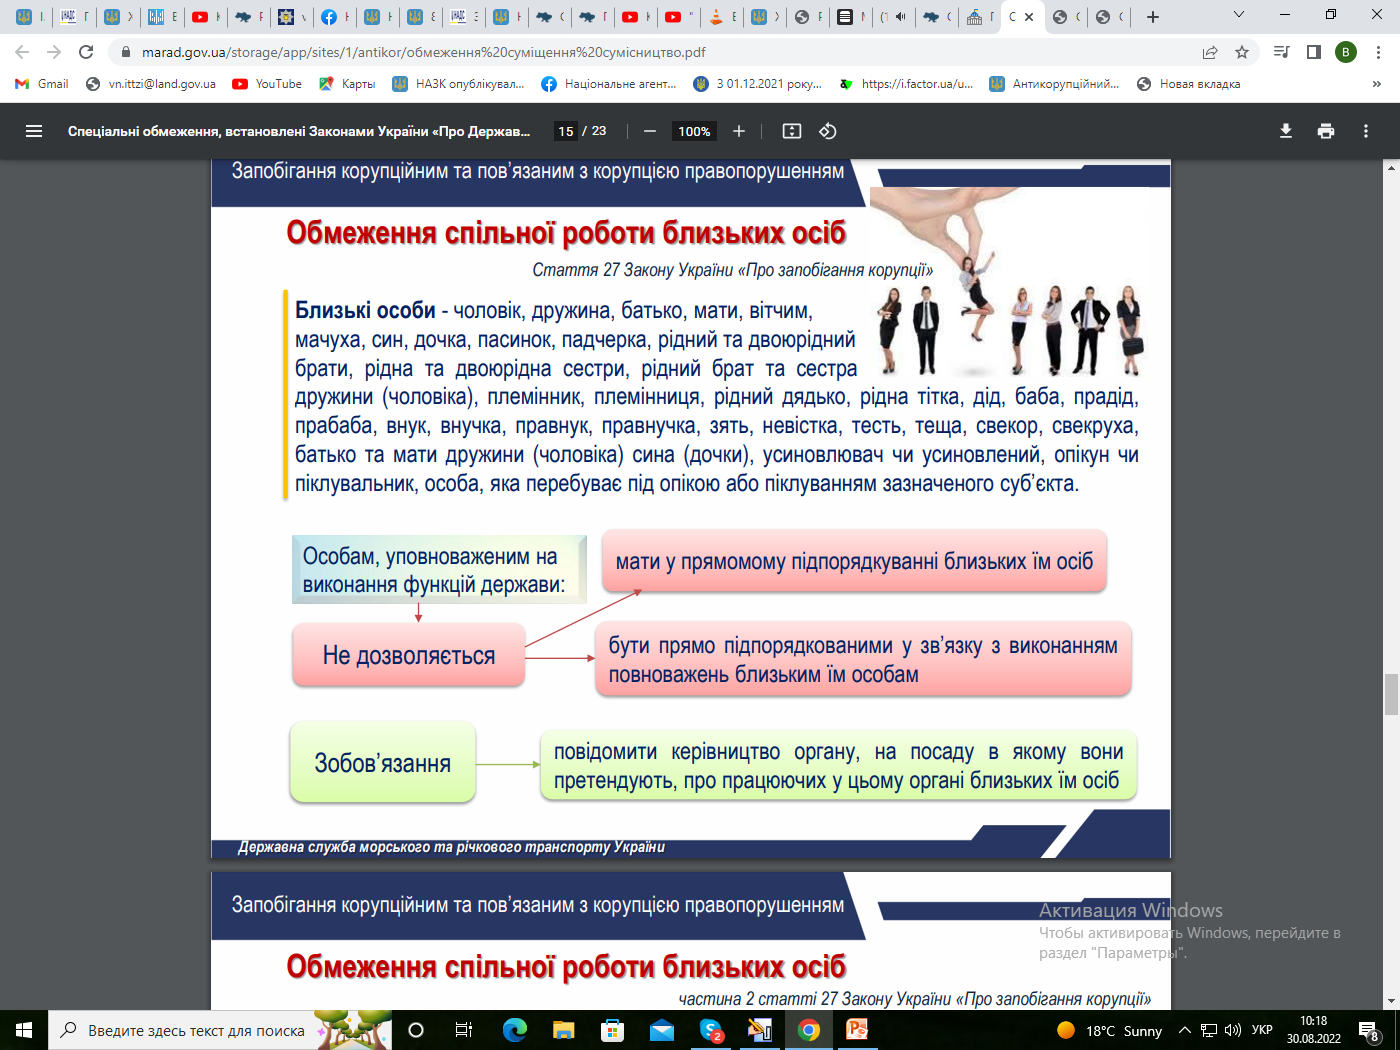 marad.gov.ua/storage/app/sites/1/antikor/обмеження%20суміщення%20сумісництво.pdf
B
Gmail
vn.ittzi@land.gov.ua
YouTube
Карты
НАЗК опублікувал...
Національне агент...
З 01.12.2021 року...
https://i.factor.ua/u...
Антикорупційний...
Новая вкладка
»
Спеціальні обмеження, встановлені Законами України «Про Держав...
15 / 23
100%
Запобігання корупційним та пов’язаним з корупцією правопорушенням
Обмеження спільної роботи близьких осіб
Стаття 27 Закону України «Про запобігання корупції»
Близькі особи - чоловік, дружина, батько, мати, вітчим,
мачуха, син, дочка, пасинок, падчерка, рідний та двоюрідний
брати, рідна та двоюрідна сестри, рідний брат та сестра
дружини (чоловіка), племінник, племінниця, рідний дядько, рідна тітка, дід, баба, прадід,
прабаба, внук, внучка, правнук, правнучка, зять, невістка, тесть, теща, свекор, свекруха,
батько та мати дружини (чоловіка) сина (дочки), усиновлювач чи усиновлений, опікун чи
піклувальник, особа, яка перебуває під опікою або піклуванням зазначеного суб’єкта.
Особам, уповноваженим на
виконання функцій держави:
мати у прямомому підпорядкуванні близьких їм осіб
Не дозволяється
бути прямо підпорядкованими у зв’язку з виконанням
повноважень близьким їм особам
Зобов’язання
повідомити керівництво органу, на посаду в якому вони
претендують, про працюючих у цьому органі близьких їм осіб
Державна служба морського та річкового транспорту України
Запобігання корупційним та пов’язаним з корупцією правопорушенням
Обмеження спільної роботи близьких осіб
частина 2 статті 27 Закону України «Про запобігання корупції»
Активация Windows
Чтобы активировать Windows, перейдите в
раздел "Параметры".
Введите здесь текст для поиска
2
18°C Sunny
УКР
10:18
30.08.2022
8